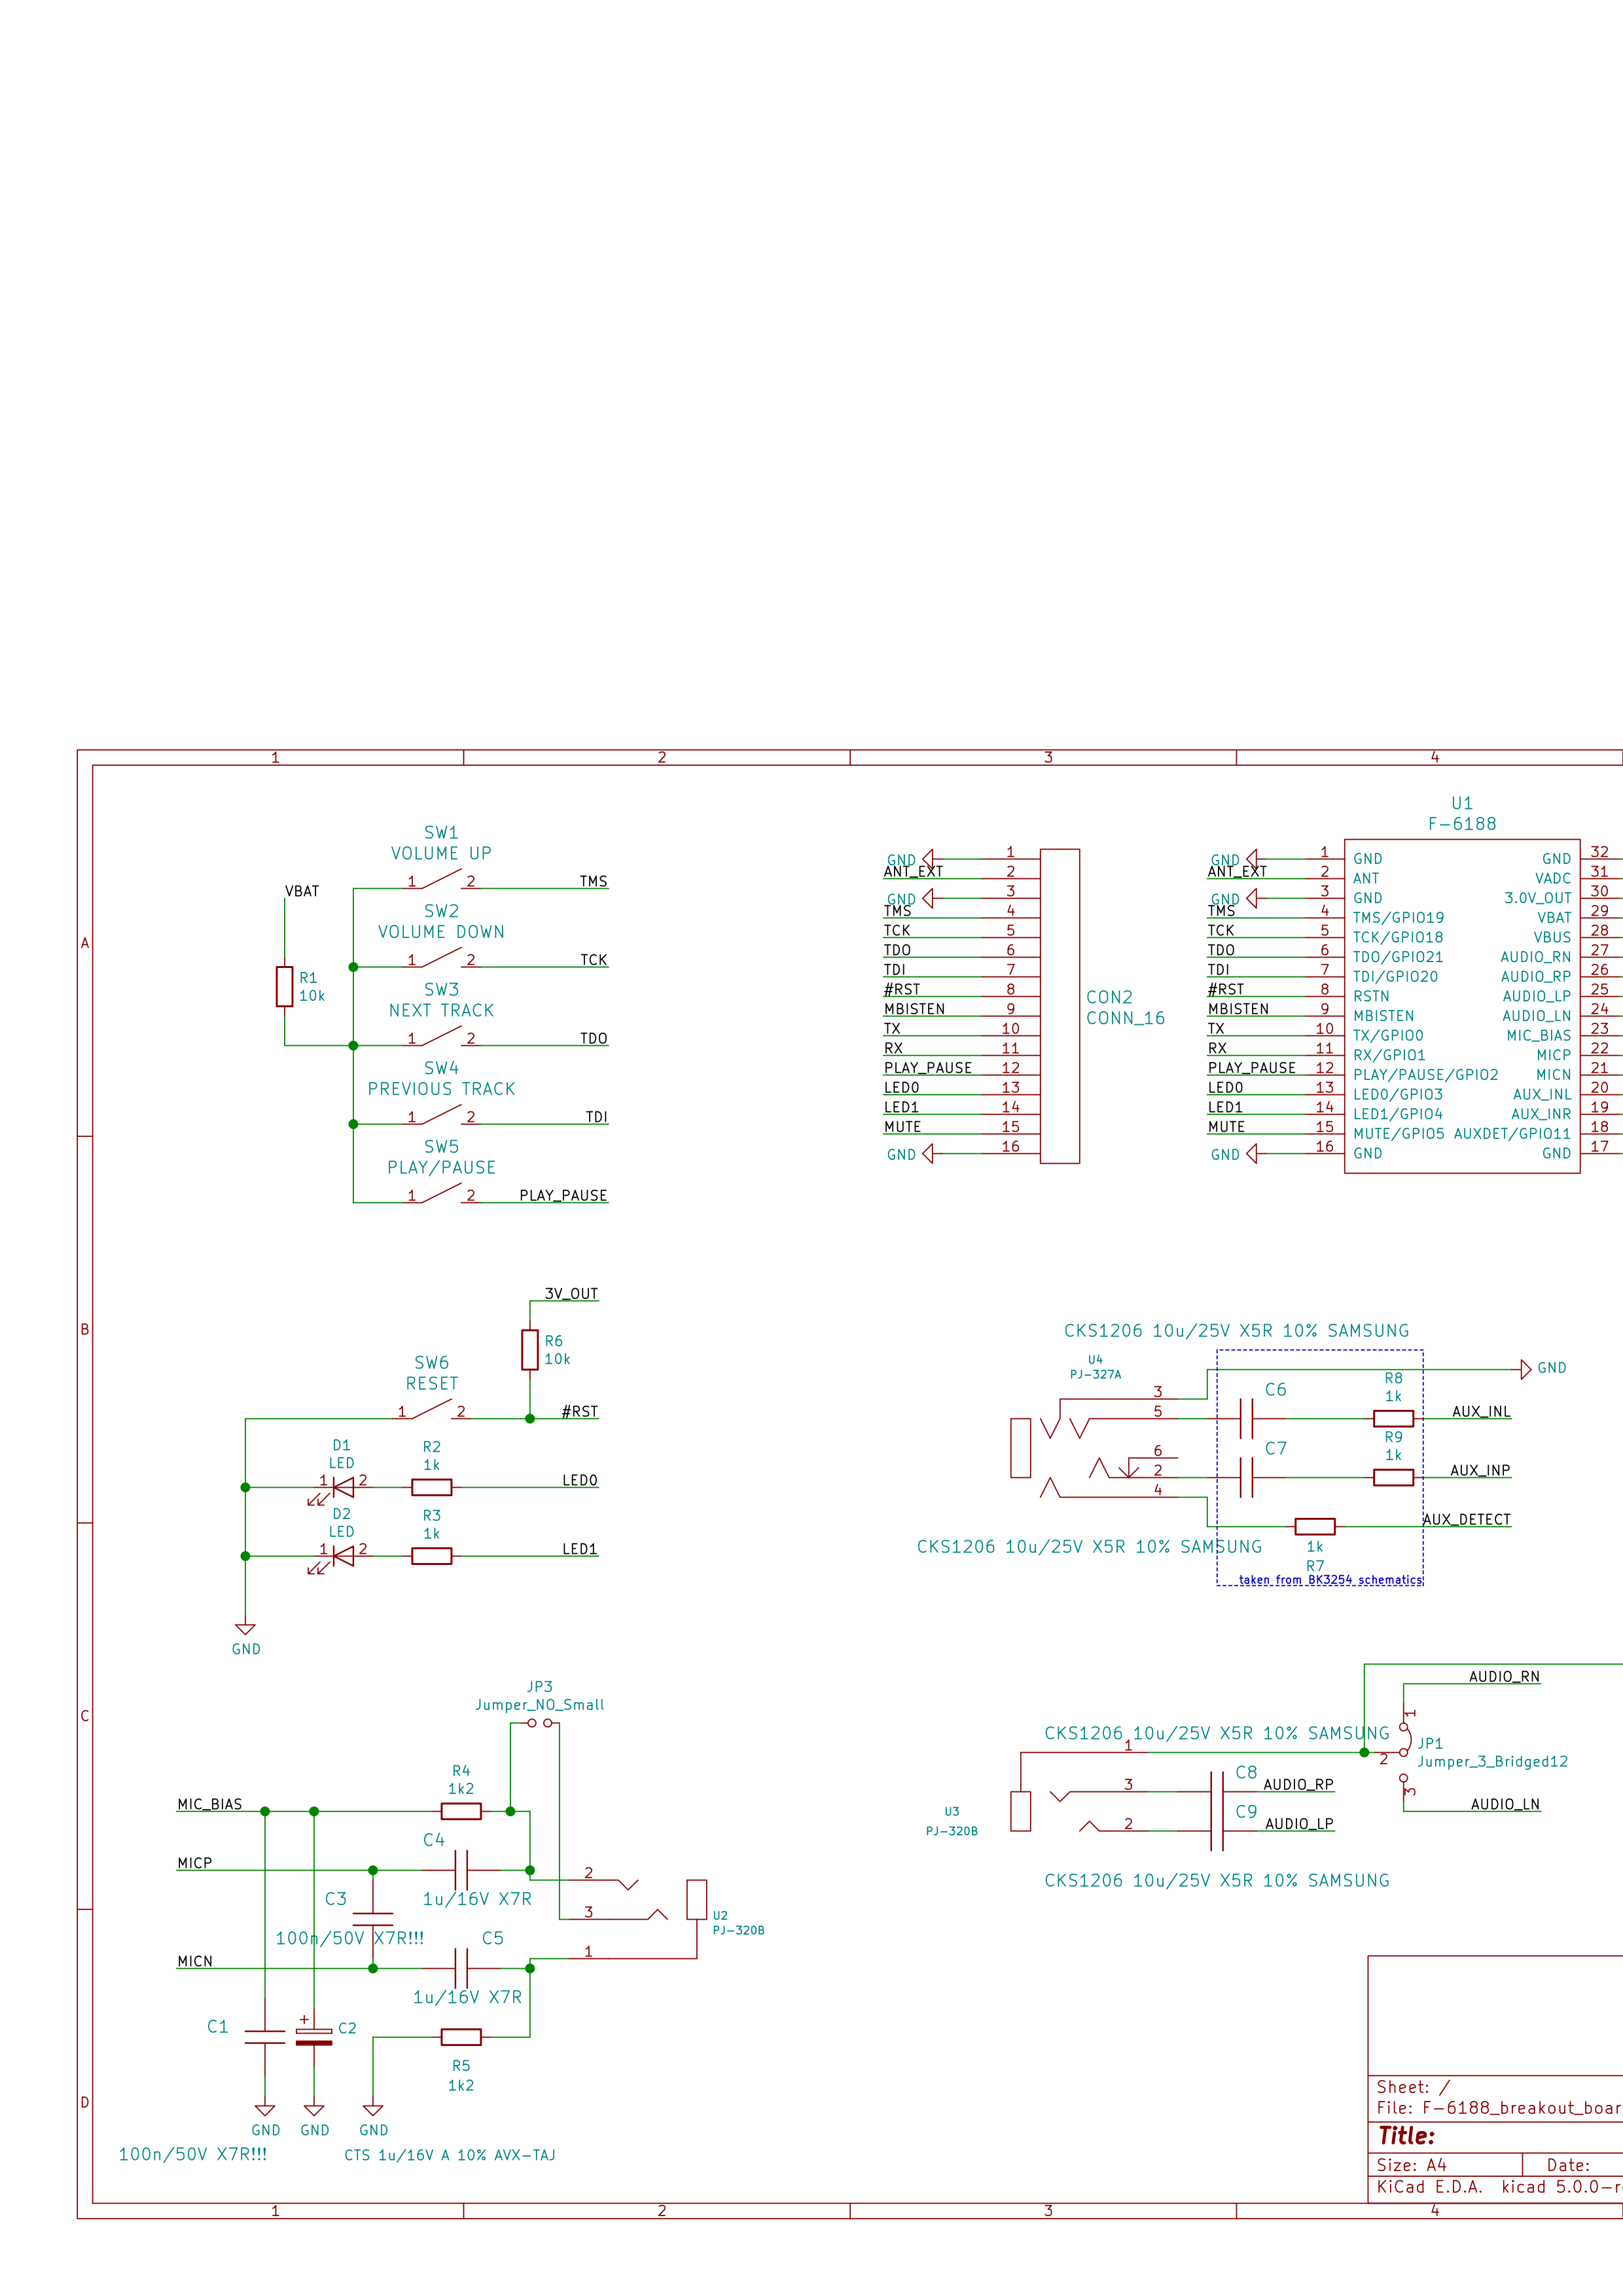 1 2 3 4
A
B
C
D
SW1
VOLUME UP
1 2 TMS
VBAT
SW2
VOLUME DOWN
1 2 TCK
R1
10k
SW3
NEXT TRACK
1 2 TDO
SW4
PREVIOUS TRACK
1 2 TDI
SW5
PLAY/PAUSE
1 2 PLAY_PAUSE
GND 1
ANT_EXT 2
GND 3
TMS 4
TCK 5
TDO 6
TDI 7
#RST 8
MBISTEN 9
TX 10
RX 11
PLAY_PAUSE 12
LED0 13
LED1 14
MUTE 15
GND 16
CON2
CONN_16
U1
F-6188
GND 1 GND GND 32
ANT_EXT 2 ANT VADC 31
GND 3 GND 3.0V_OUT 30
TMS 4 TMS/GPIO19 VBAT 29
TCK 5 TCK/GPIO18 VBUS 28
TDO 6 TDO/GPIO21 AUDIO_RN 27
TDI 7 TDI/GPIO20 AUDIO_RP 26
#RST 8 RSTN AUDIO_LP 25
MBISTEN 9 MBISTEN AUDIO_LN 24
TX 10 TX/GPIO0 MIC_BIAS 23
RX 11 RX/GPIO1 MICP 22
PLAY_PAUSE 12 PLAY/PAUSE/GPIO2 MICN 21
LED0 13 LED0/GPIO3 AUX_INL 20
LED1 14 LED1/GPIO4 AUX_INR 19
MUTE 15 MUTE/GPIO5 AUXDET/GPIO11 18
GND 16 GND GND 17
3V_OUT
R6
10k
SW6
RESET
1 2 #RST
D1
LED
1 2
R2
1k
LED0
D2
LED
1 2
R3
1k
LED1
GND
CKS1206 10u/25V X5R 10% SAMSUNG
U4
PJ-327A
3
5
6
2
4
GND
C6
R8
1k
AUX_INL
C7
R9
1k
AUX_INP
AUX_DETECT
1k
R7
CKS1206 10u/25V X5R 10% SAMSUNG
taken from BK3254 schematics
JP3
Jumper_NO_Small
R4
1k2
MIC_BIAS
C4
MICP
1u/16V X7R
C3
100n/50V X7R!!!
C5
MICN
1u/16V X7R
2
3
1
U2
PJ-320B
C1
+
C2
R5
1k2
GND GND GND
100n/50V X7R!!!
CTS 1u/16V A 10% AVX-TAJ
AUDIO_RN
CKS1206 10u/25V X5R 10% SAMSUNG
1
1
2
3
JP1
Jumper_3_Bridged12
C8
3 AUDIO_RP
C9
2 AUDIO_LP
AUDIO_LN
U3
PJ-320B
CKS1206 10u/25V X5R 10% SAMSUNG
Sheet: /
File: F-6188_breakout_boar
Title:
Size: A4 Date:
KiCad E.D.A. kicad 5.0.0-r
1 2 3 4